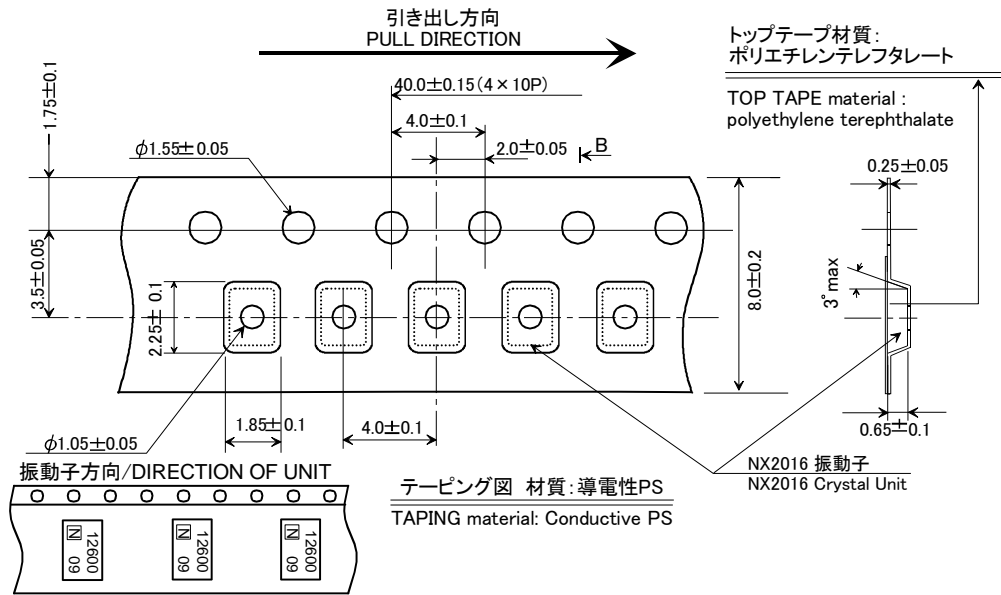 引き出し方向
PULL DIRECTION
トップテープ材質:
ポリエチレンテレフタレート
TOP TAPE material :
polyethylene terephthalate
1.75±0.1
40.0±0.15(4×10P)
4.0±0.1
φ1.55±0.05
2.0±0.05
B
0.25±0.05
3.5±0.05
2.25±0.1
8.0±0.2
3°max
1.85±0.1
4.0±0.1
0.65±0.1
φ1.05±0.05
振動子方向/DIRECTION OF UNIT
テーピング図 材質:導電性PS
TAPING material: Conductive PS
NX2016 振動子
NX2016 Crystal Unit
12600
N 09
12600
N 09
12600
N 09